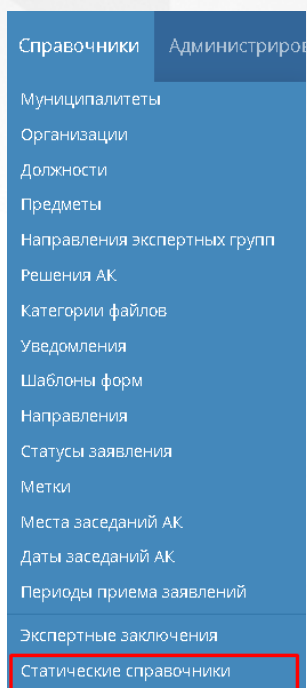 Справочники Администриров
Муниципалитеты
Организации
Должности
Предметы
Направления экспертных групп
Решения АК
Категории файлов
Уведомления
Шаблоны форм
Направления
Статусы заявления
Метки
Места заседаний АК
Даты заседаний АК
Периоды приема заявлений
Экспертные заключения
Статические справочники